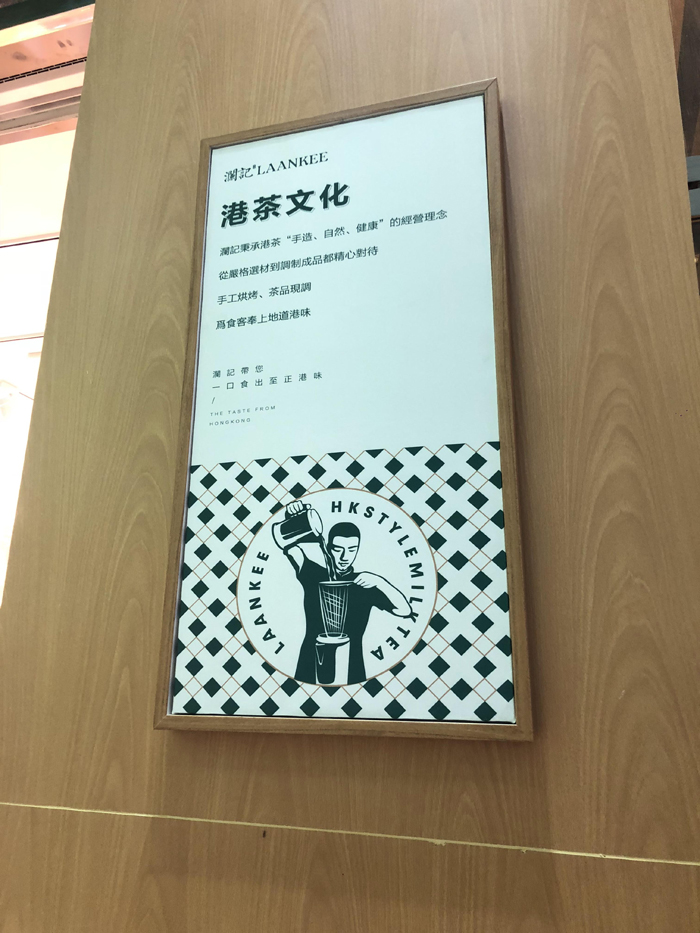 瀾記®LAANKEE
港茶文化
瀾記秉承港茶“手造、自然、健康”的經營理念
從嚴格選材到調制成品都精心對待
手工烘烤、茶品現調
爲食客奉上地道港味
瀾記帶您
一口食出至正港味
/
THE TASTE FROM
HONGKONG
LAANKEE HKSTYLEMILKTEA